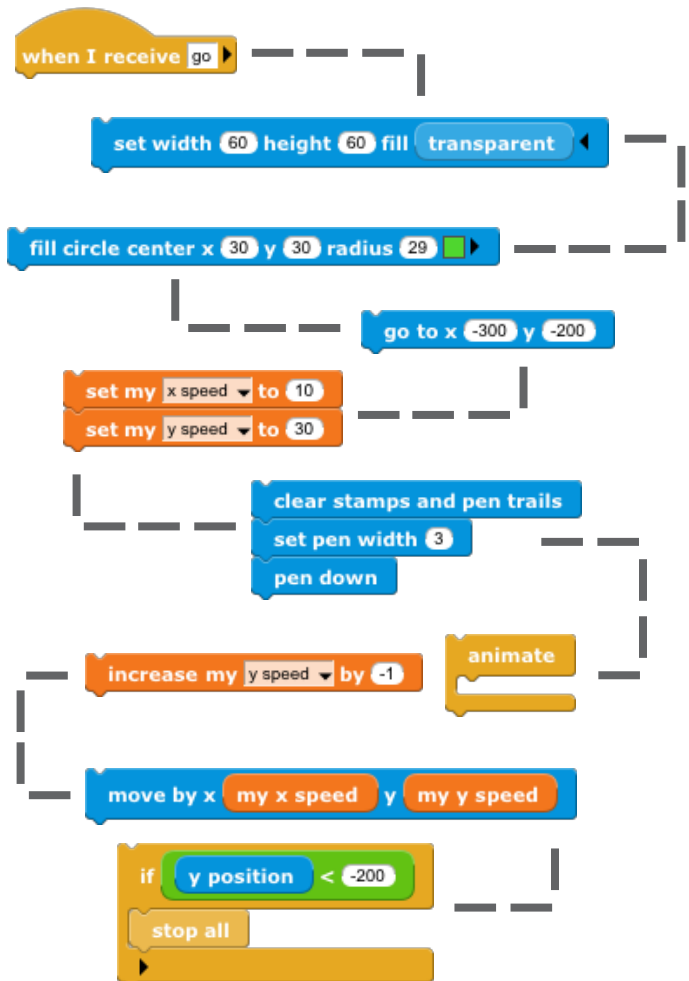 when I receive go
set width 60 height 60 fill transparent
fill circle center x 30 y 30 radius 29
go to x -300 y -200
set my x speed to 10
set my y speed to 30
clear stamps and pen trails
set pen width 3
pen down
animate
increase my y speed by -1
move by x my x speed y my y speed
if y position < -200
stop all